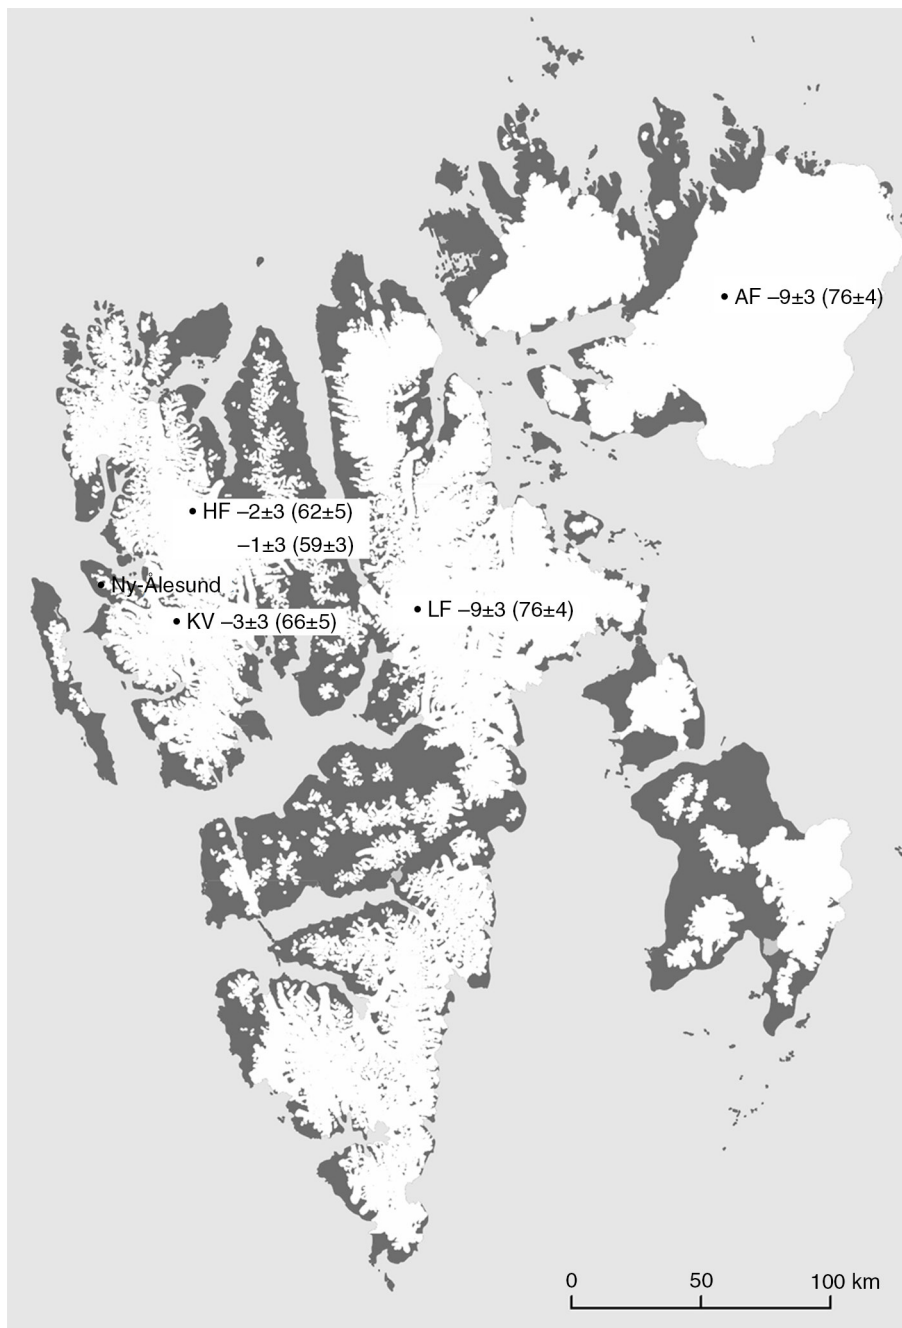 AF –9±3 (76±4)
HF –2±3 (62±5)
–1±3 (59±3)
Ny-Ålesund
LF –9±3 (76±4)
KV –3±3 (66±5)
0 50 100 km